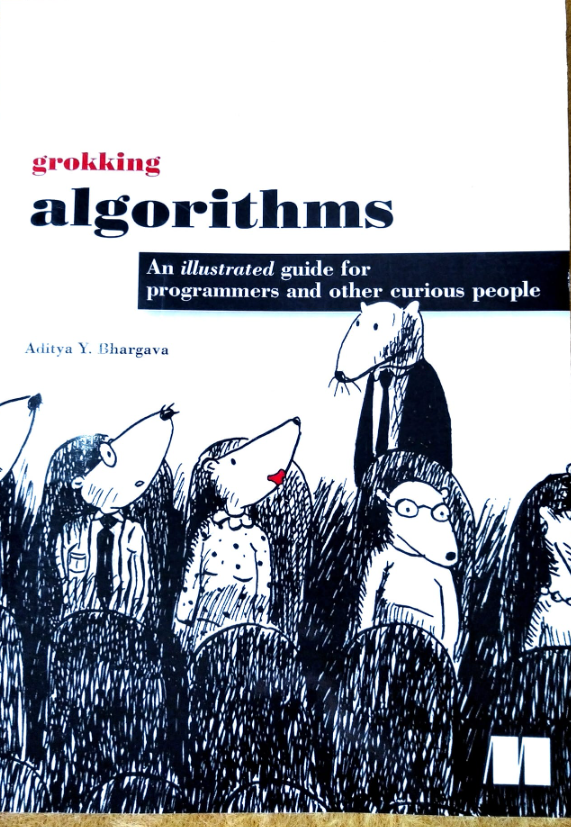 grokking
algorithms
An illustrated guide for
programmers and other curious people
Aditya Y. Bhargava